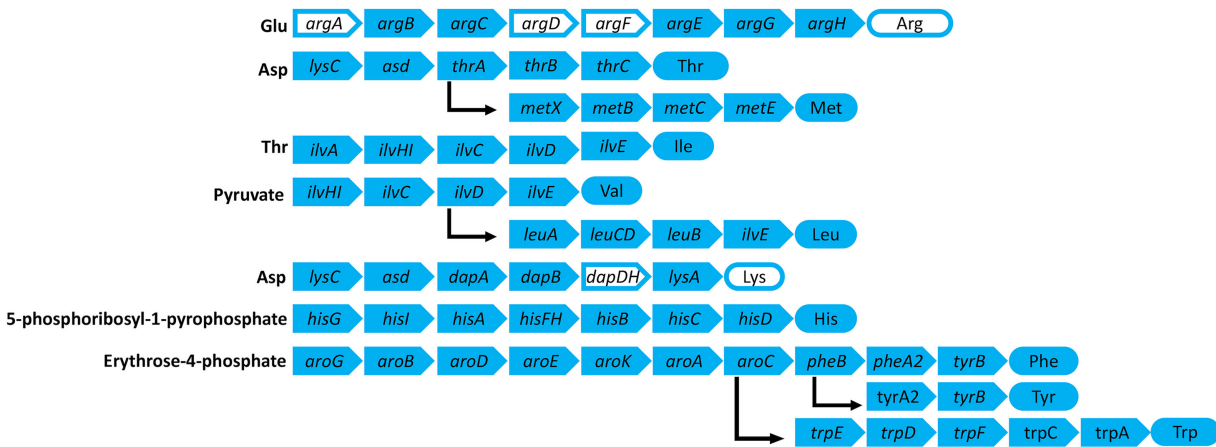 Glu argA argB argC argD argF argE argG argH Arg
Asp lysC asd thrA thrB thrC Thr
metX metB metC metE Met
Thr ilvA ilvHI ilvC ilvD ilvE Ile
Pyruvate ilvHI ilvC ilvD ilvE Val
leuA leuCD leuB ilvE Leu
Asp lysC asd dapA dapB dapDH lysA Lys
5-phosphoribosyl-1-pyrophosphate hisG hisI hisA hisFH hisB hisC hisD His
Erythrose-4-phosphate aroG aroB aroD aroE aroK aroA aroC pheB pheA2 tyrB Phe
tyrA2 tyrB Tyr
trpE trpD trpF trpC trpA Trp